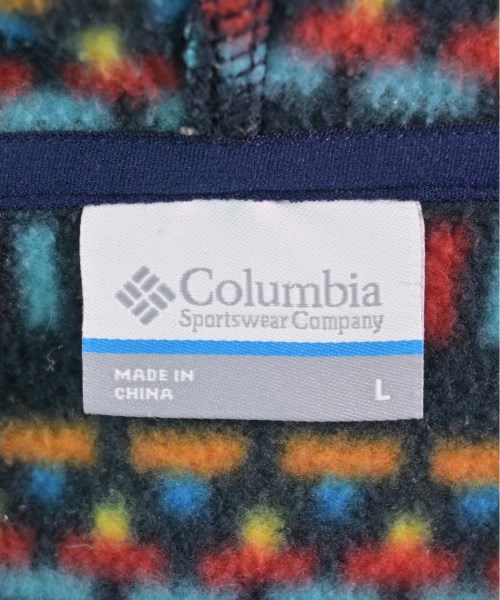 Columbia
Sportswear Company
MADE IN
CHINA
L